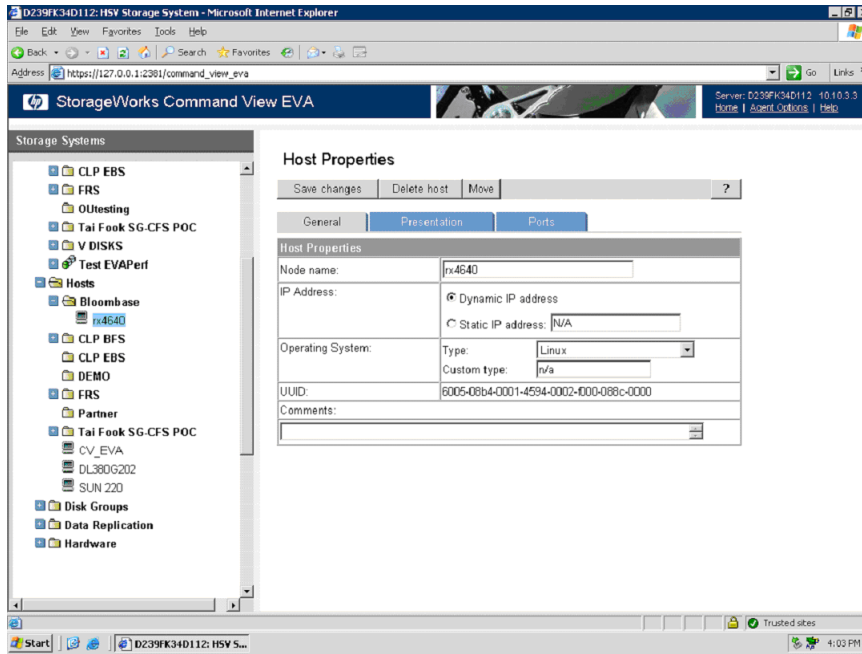 D239FK34D112: HSV Storage System - Microsoft Internet Explorer
File Edit View Favorites Tools Help
Back Search Favorites
Address https://127.0.0.1:2381/command_view_eva Go Links
hp StorageWorks Command View EVA
Server: D239FK34D112 10.10.3.3
Home | Agent Options | Help
Storage Systems
CLP EBS
FRS
OUtesting
Tai Fook SG-CFS POC
V DISKS
Test EVAPerf
Hosts
Bloombase
rx4640
CLP BFS
CLP EBS
DEMO
FRS
Partner
Tai Fook SG-CFS POC
CV_EVA
DL380G202
SUN 220
Disk Groups
Data Replication
Hardware
Host Properties
Save changes Delete host Move ?
General Presentation Ports
Host Properties
Node name: rx4640
IP Address: Dynamic IP address
Static IP address: N/A
Operating System: Type: Linux
Custom type: n/a
UUID: 6005-08b4-0001-4594-0002-f000-088c-0000
Comments:
Trusted sites
Start D239FK34D112: HSV S... 4:03 PM